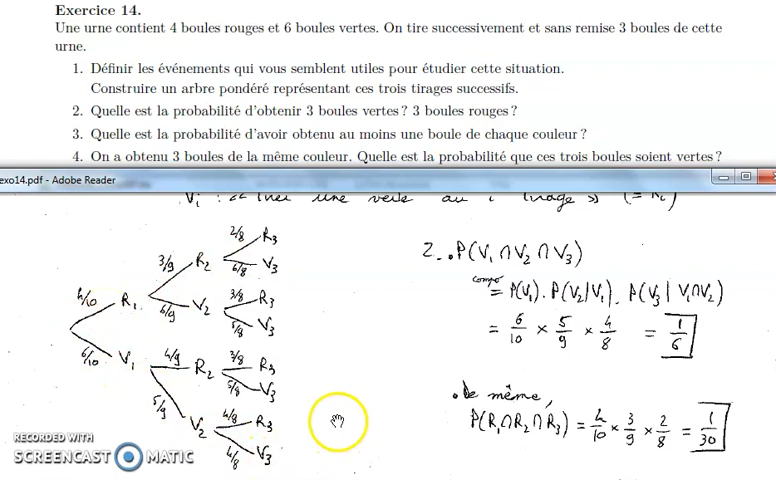 Exercice 14.
Une urne contient 4 boules rouges et 6 boules vertes. On tire successivement et sans remise 3 boules de cette
urne.
1. Définir les événements qui vous semblent utiles pour étudier cette situation.
Construire un arbre pondéré représentant ces trois tirages successifs.
2. Quelle est la probabilité d'obtenir 3 boules vertes ? 3 boules rouges ?
3. Quelle est la probabilité d'avoir obtenu au moins une boule de chaque couleur ?
4. On a obtenu 3 boules de la même couleur. Quelle est la probabilité que ces trois boules soient vertes ?
exo14.pdf - Adobe Reader
Vi : << tirer une verte au i tirage >>
2/8 R3
3/9 R2
6/8 V3
4/10 R1
6/9 V2
3/8 R3
5/8 V3
6/10 V1
4/9 R2
3/8 R3
5/8 V3
5/9 V2
4/8 R3
4/8 V3
2. . P(V1 ∩ V2 ∩ V3)
compo
= P(V1) . P(V2|V1) . P(V3 | V1∩V2)
= 6/10 × 5/9 × 4/8 = 1/6
. De même,
P(R1∩R2∩R3) = 4/10 × 3/9 × 2/8 = 1/30
RECORDED WITH
SCREENCAST MATIC